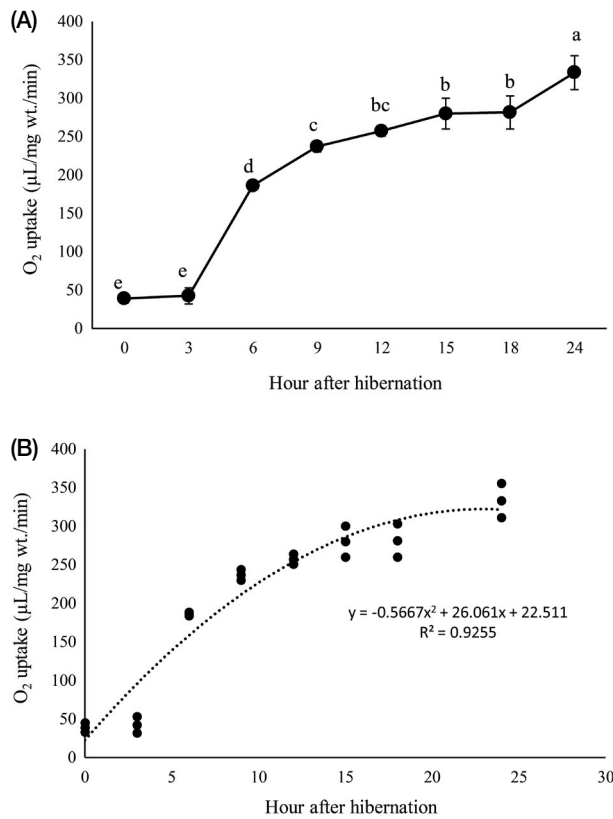 (A)
400
350
300
250
200
150
100
50
0
O₂ uptake (µL/mg wt./min)
e
e
d
c
bc
b
b
a
0 3 6 9 12 15 18 24
Hour after hibernation
(B)
400
350
300
250
200
150
100
50
0
O₂ uptake (µL/mg wt./min)
y = -0.5667x² + 26.061x + 22.511
R² = 0.9255
0 5 10 15 20 25 30
Hour after hibernation